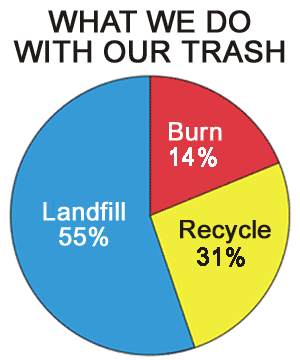 WHAT WE DO
WITH OUR TRASH
Burn
14%
Landfill
55%
Recycle
31%